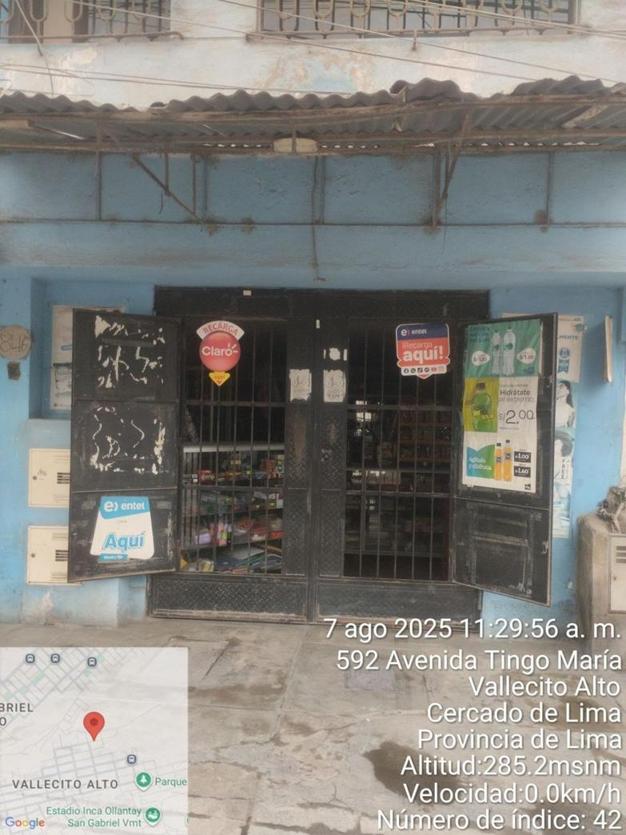 RECARGA
Claro
entel
Recarga
aquí!
entel
Aquí
Hidrátate
S/2.00
7 ago 2025 11:29:56 a. m.
592 Avenida Tingo María
Vallecito Alto
Cercado de Lima
Provincia de Lima
Altitud:285.2msnm
Velocidad:0.0km/h
Número de índice: 42
BRIEL
O
VALLECITO ALTO
Parque
Estadio Inca Ollantay
San Gabriel Vmt
Google